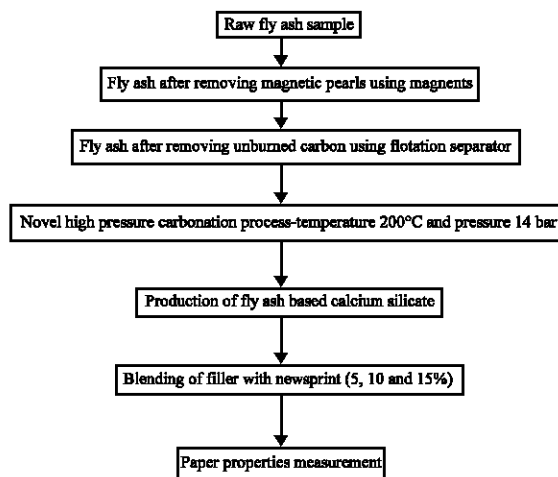 Raw fly ash sample
Fly ash after removing magnetic pearls using magnents
Fly ash after removing unburned carbon using flotation separator
Novel high pressure carbonation process-temperature 200°C and pressure 14 bar
Production of fly ash based calcium silicate
Blending of filler with newsprint (5, 10 and 15%)
Paper properties measurement